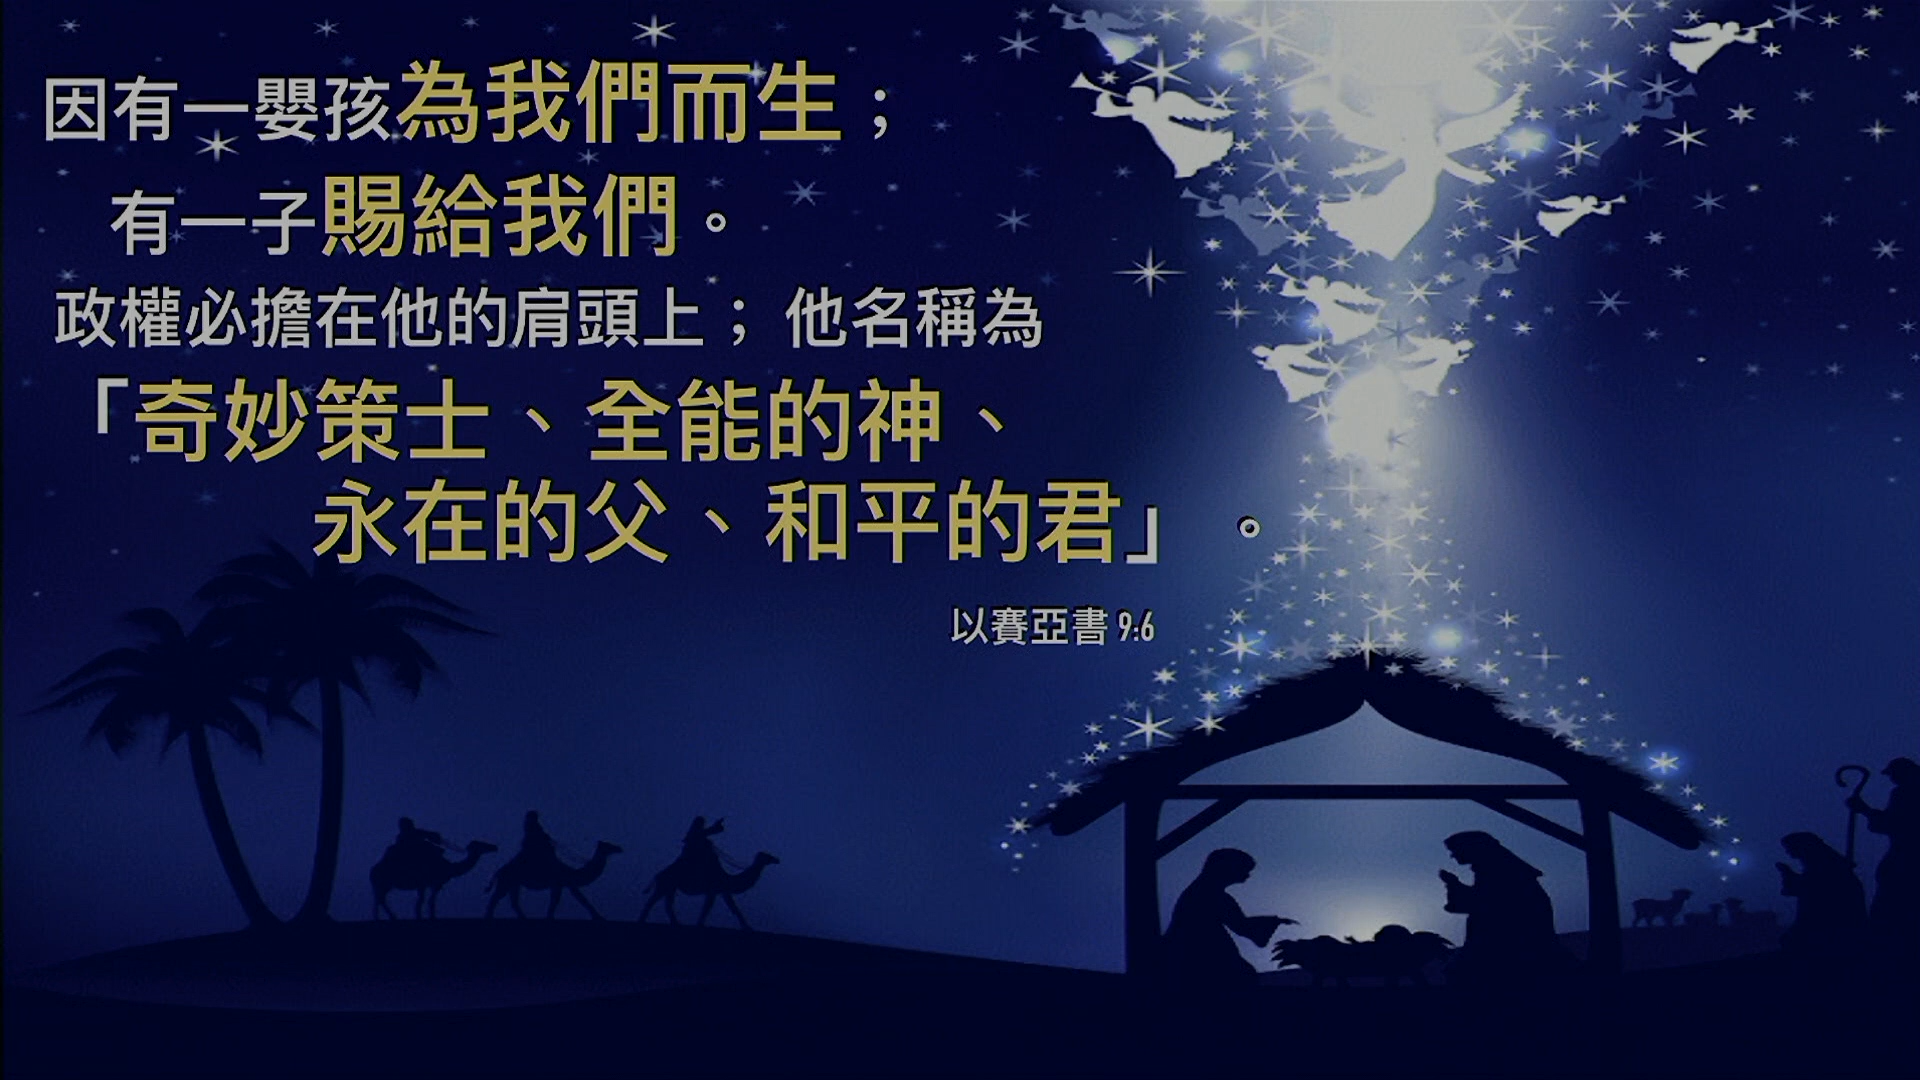 因有一嬰孩為我們而生；
有一子賜給我們。
政權必擔在他的肩頭上； 他名稱為
「奇妙策士、全能的神、
永在的父、和平的君」 。
以賽亞書 9:6